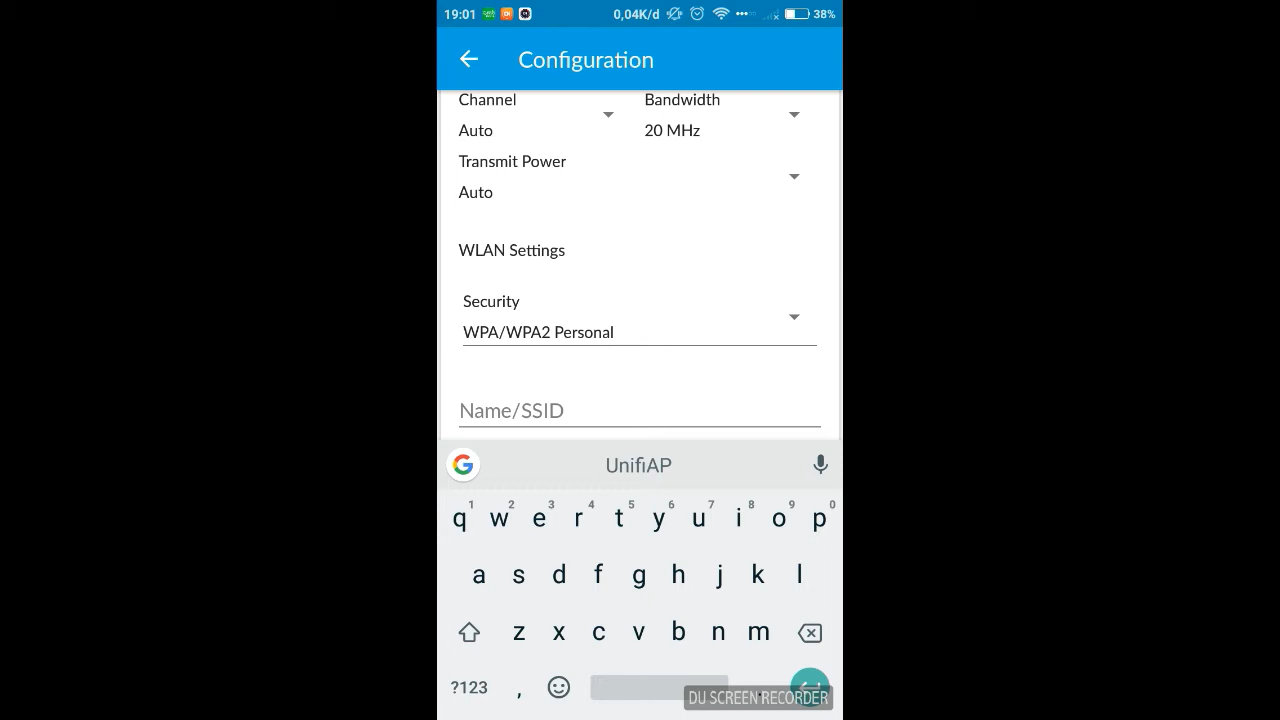 19:01 0,04K/d 38%
Configuration
Channel Bandwidth
Auto 20 MHz
Transmit Power
Auto
WLAN Settings
Security
WPA/WPA2 Personal
Name/SSID
G UnifiAP
1 2 3 4 5 6 7 8 9 0
q w e r t y u i o p
a s d f g h j k l
z x c v b n m
?123 , .
DU SCREEN RECORDER